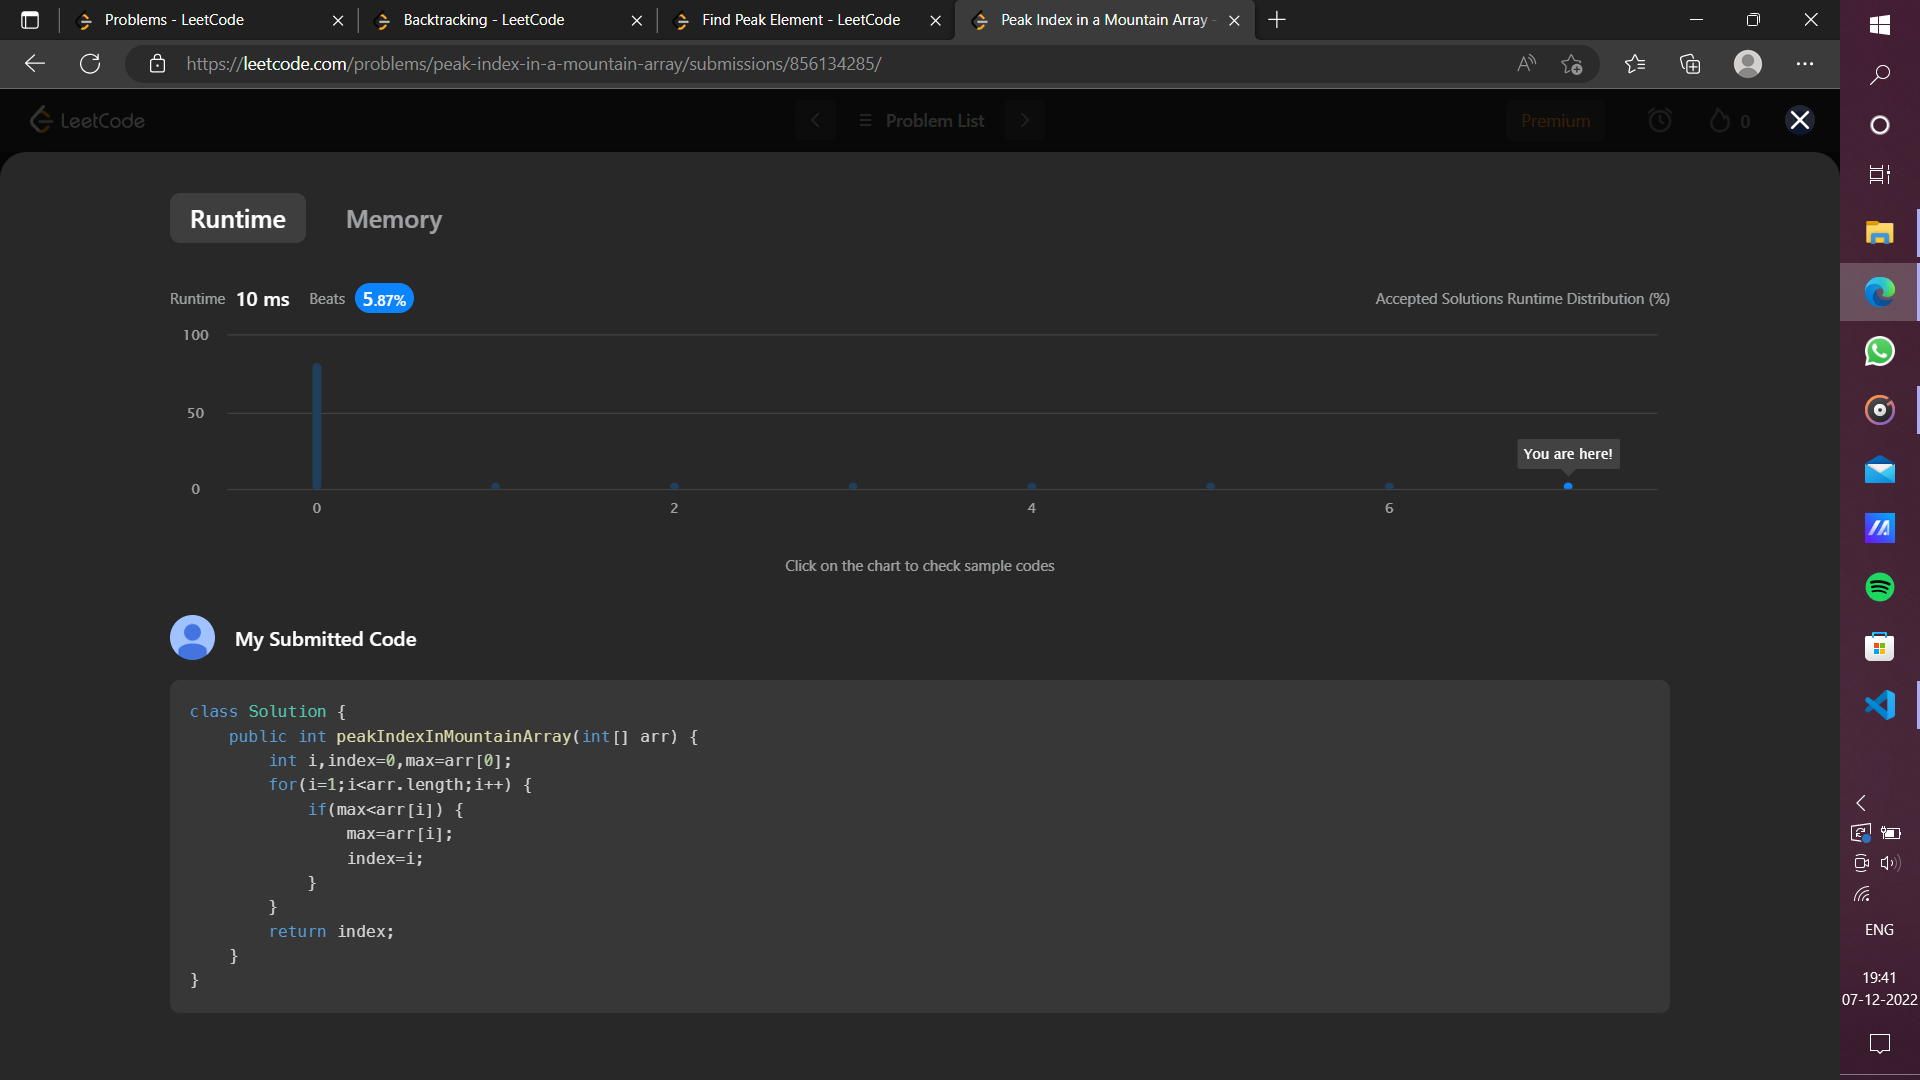 Problems - LeetCode
Backtracking - LeetCode
Find Peak Element - LeetCode
Peak Index in a Mountain Array -
https://leetcode.com/problems/peak-index-in-a-mountain-array/submissions/856134285/
LeetCode
Problem List
Premium
0
Runtime
Memory
Runtime 10 ms Beats 5.87%
Accepted Solutions Runtime Distribution (%)
100
50
0
You are here!
0 2 4 6
Click on the chart to check sample codes
My Submitted Code
class Solution {
    public int peakIndexInMountainArray(int[] arr) {
        int i,index=0,max=arr[0];
        for(i=1;i<arr.length;i++) {
            if(max<arr[i]) {
                max=arr[i];
                index=i;
            }
        }
        return index;
    }
}
ENG
19:41
07-12-2022